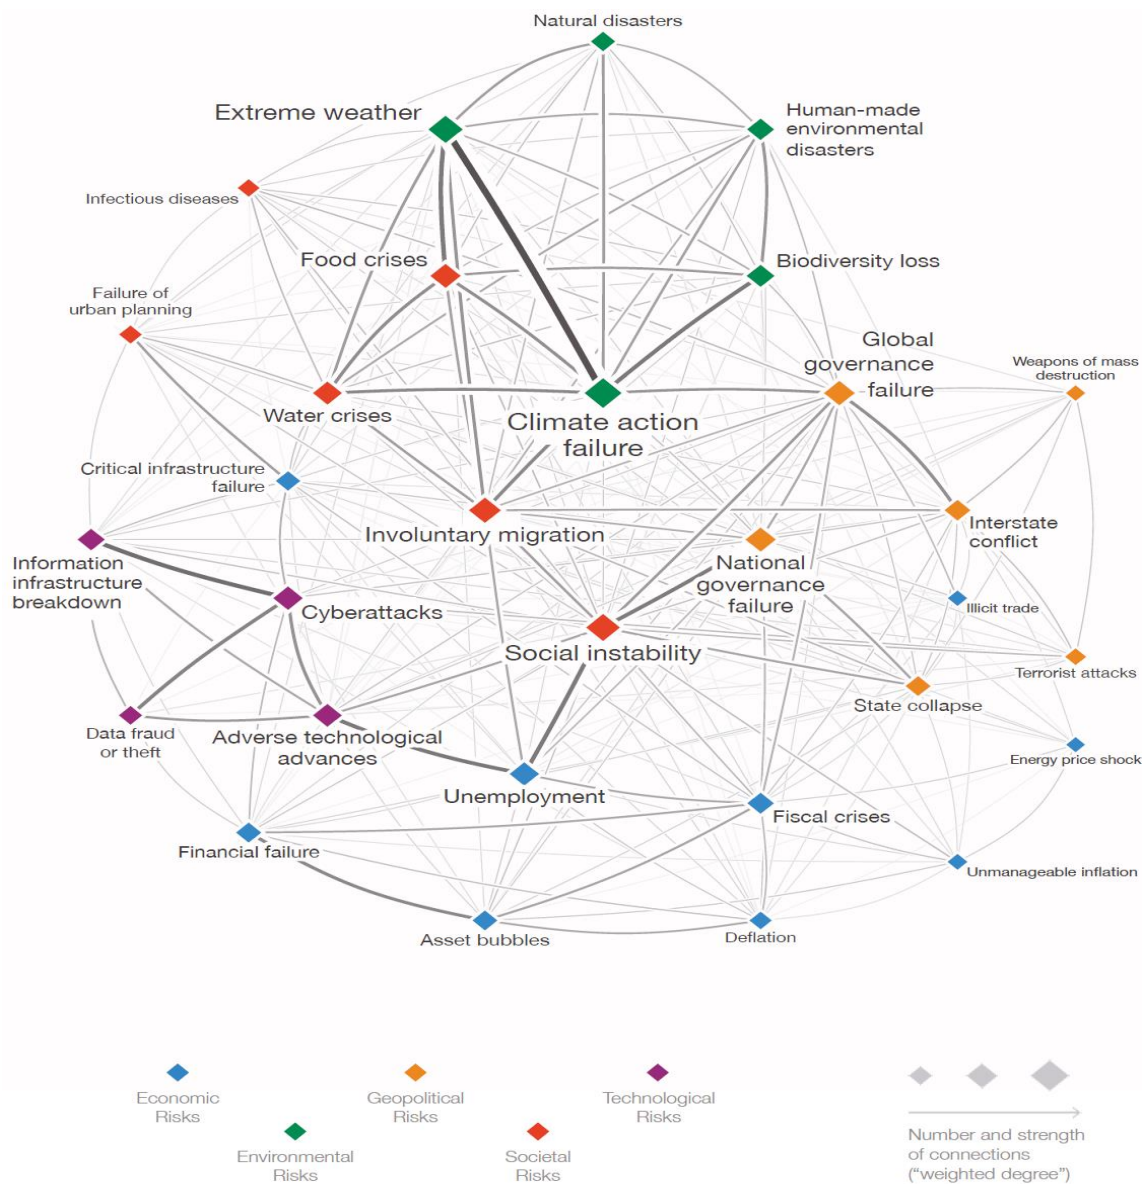 Natural disasters
Extreme weather
Human-made
environmental
disasters
Infectious diseases
Food crises
Biodiversity loss
Failure of
urban planning
Global
governance
failure
Weapons of mass
destruction
Water crises
Climate action
failure
Critical infrastructure
failure
Involuntary migration
Interstate
conflict
Information
infrastructure
breakdown
National
governance
failure
Cyberattacks
Illicit trade
Social instability
Terrorist attacks
State collapse
Data fraud
or theft
Adverse technological
advances
Energy price shock
Unemployment
Fiscal crises
Financial failure
Unmanageable inflation
Asset bubbles
Deflation
Economic
Risks
Geopolitical
Risks
Technological
Risks
Environmental
Risks
Societal
Risks
Number and strength
of connections
(“weighted degree”)